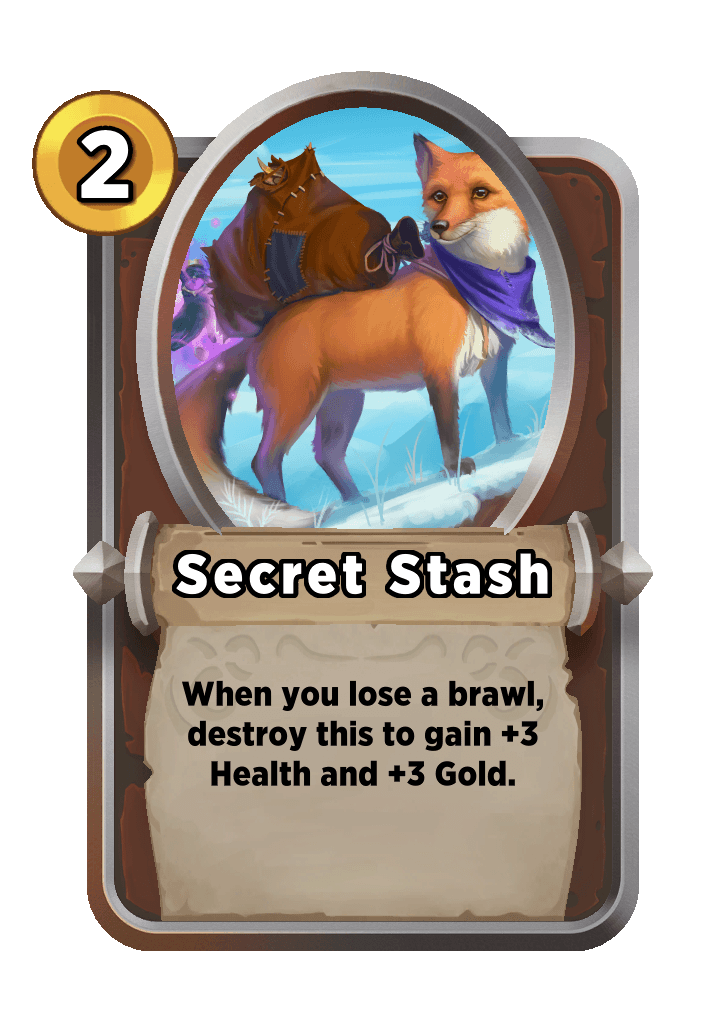 2
Secret Stash
When you lose a brawl,
destroy this to gain +3
Health and +3 Gold.